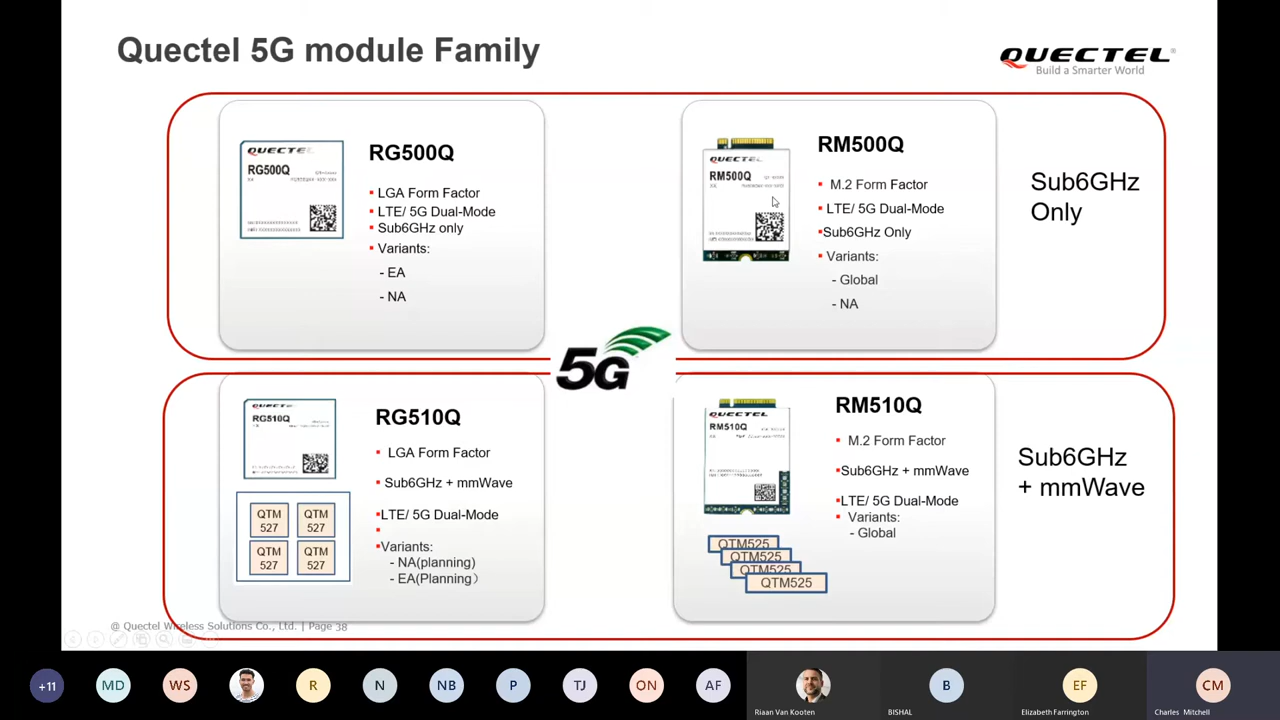 Quectel 5G module Family
QUECTEL
Build a Smarter World
QUECTEL
RG500Q
RG500Q
LGA Form Factor
LTE/ 5G Dual-Mode
Sub6GHz only
Variants:
- EA
- NA
QUECTEL
RM500Q
RM500Q
M.2 Form Factor
LTE/ 5G Dual-Mode
Sub6GHz Only
Variants:
- Global
- NA
Sub6GHz
Only
5G
QUECTEL
RG510Q
QTM
527
QTM
527
QTM
527
QTM
527
RG510Q
LGA Form Factor
Sub6GHz + mmWave
LTE/ 5G Dual-Mode
Variants:
- NA(planning)
- EA(Planning)
QUECTEL
RM510Q
QTM525
QTM525
QTM525
QTM525
RM510Q
M.2 Form Factor
Sub6GHz + mmWave
LTE/ 5G Dual-Mode
Variants:
- Global
Sub6GHz
+ mmWave
@ Quectel Wireless Solutions Co., Ltd. | Page 38
+11
MD
WS
R
N
NB
P
TJ
ON
AF
Riaan Van Kooten
B
BISHAL
EF
Elizabeth Farrington
CM
Charles Mitchell